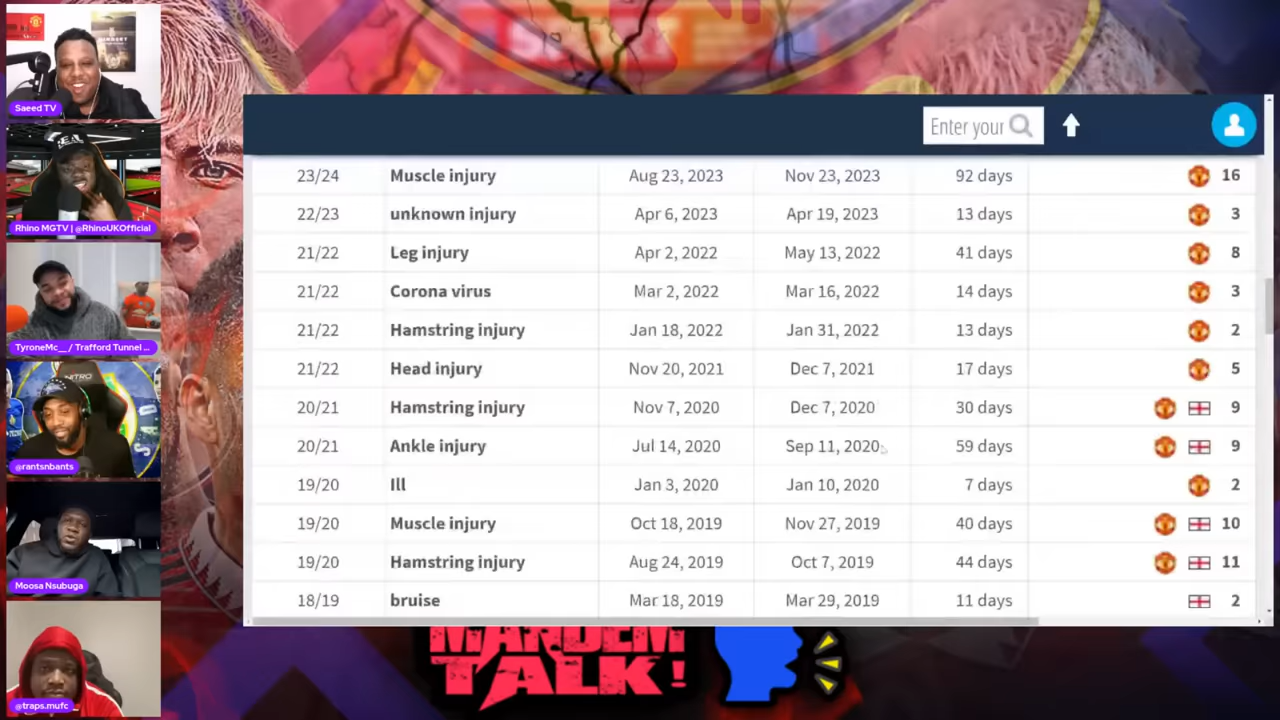 Saeed TV
Rhino MGTV | @RhinoUKOfficial
TyroneMc__ / Trafford Tunnel ...
NITRO
@rantsnbants
Moosa Nsubuga
@traps.mufc
Enter your
23/24 Muscle injury Aug 23, 2023 Nov 23, 2023 92 days 16
22/23 unknown injury Apr 6, 2023 Apr 19, 2023 13 days 3
21/22 Leg injury Apr 2, 2022 May 13, 2022 41 days 8
21/22 Corona virus Mar 2, 2022 Mar 16, 2022 14 days 3
21/22 Hamstring injury Jan 18, 2022 Jan 31, 2022 13 days 2
21/22 Head injury Nov 20, 2021 Dec 7, 2021 17 days 5
20/21 Hamstring injury Nov 7, 2020 Dec 7, 2020 30 days 9
20/21 Ankle injury Jul 14, 2020 Sep 11, 2020 59 days 9
19/20 Ill Jan 3, 2020 Jan 10, 2020 7 days 2
19/20 Muscle injury Oct 18, 2019 Nov 27, 2019 40 days 10
19/20 Hamstring injury Aug 24, 2019 Oct 7, 2019 44 days 11
18/19 bruise Mar 18, 2019 Mar 29, 2019 11 days 2
MANDEM
TALK!